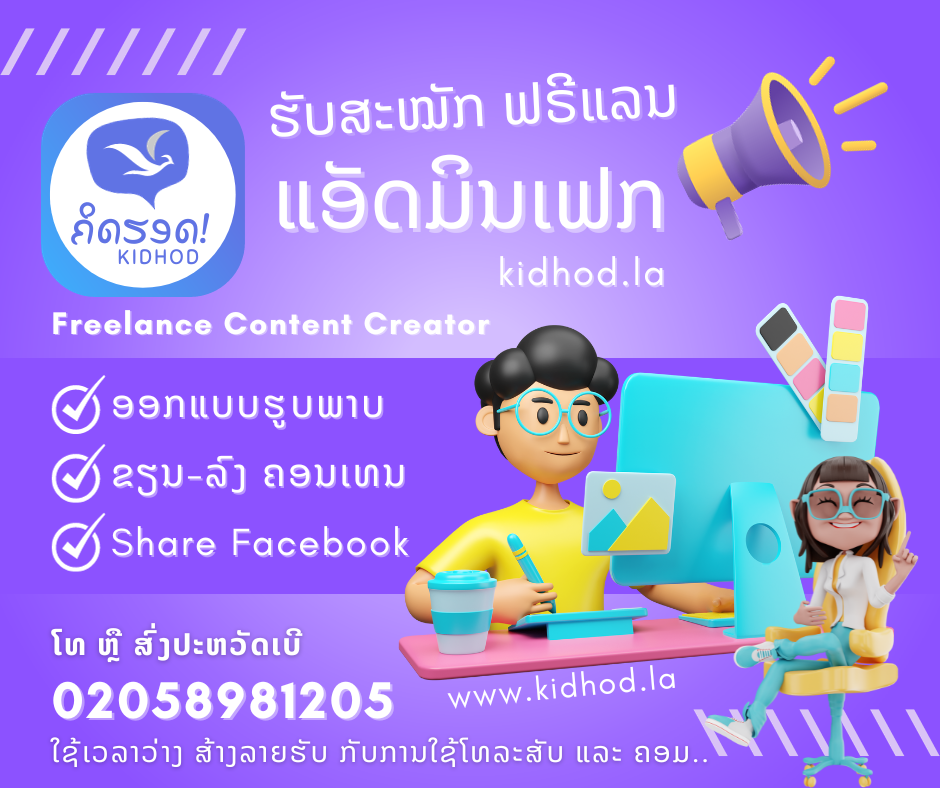 ຮັບສະໝັກ ຟຣີແລນ
ແອັດມິນເຟກ
kidhod.la
ຄິດຮອດ!
KIDHOD
Freelance Content Creator
ອອກແບບຮູບພາບ
ຂຽນ-ລົງ ຄອນເທນ
Share Facebook
ໂທ ຫຼື ສົ່ງປະຫວັດເບີ
02058981205
www.kidhod.la
ໃຊ້ເວລາວ່າງ ສ້າງລາຍຮັບ ກັບການໃຊ້ໂທລະສັບ ແລະ ຄອມ..